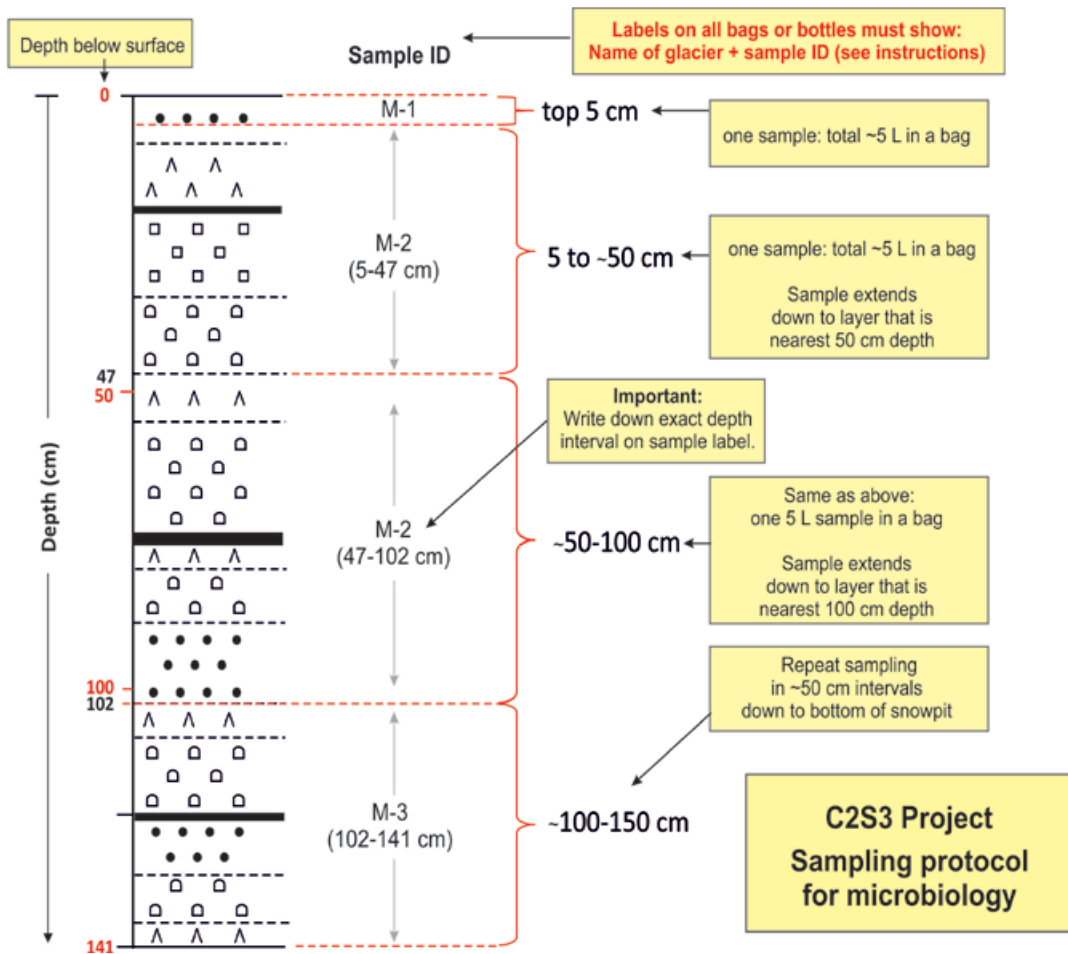 Depth below surface
Sample ID
Labels on all bags or bottles must show:
Name of glacier + sample ID (see instructions)
0
M-1
top 5 cm
one sample: total ~5 L in a bag
M-2
(5-47 cm)
5 to ~50 cm
one sample: total ~5 L in a bag
Sample extends
down to layer that is
nearest 50 cm depth
47
50
Important:
Write down exact depth
interval on sample label.
Depth (cm)
M-2
(47-102 cm)
~50-100 cm
Same as above:
one 5 L sample in a bag
Sample extends
down to layer that is
nearest 100 cm depth
100
102
Repeat sampling
in ~50 cm intervals
down to bottom of snowpit
M-3
(102-141 cm)
~100-150 cm
C2S3 Project
Sampling protocol
for microbiology
141